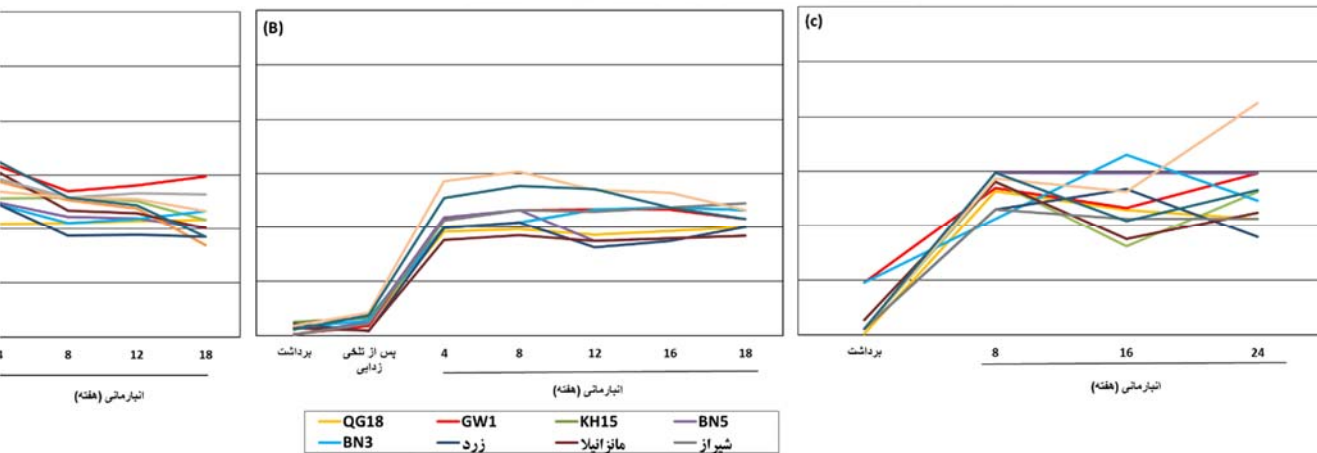 (B)
(c)
4
8
12
18
انبارمانی (هفته)
برداشت
پس از تلخی
زدایی
4
8
12
16
18
انبارمانی (هفته)
برداشت
8
16
24
انبارمانی (هفته)
QG18
GW1
KH15
BN5
BN3
زرد
مانزانیلا
شیراز